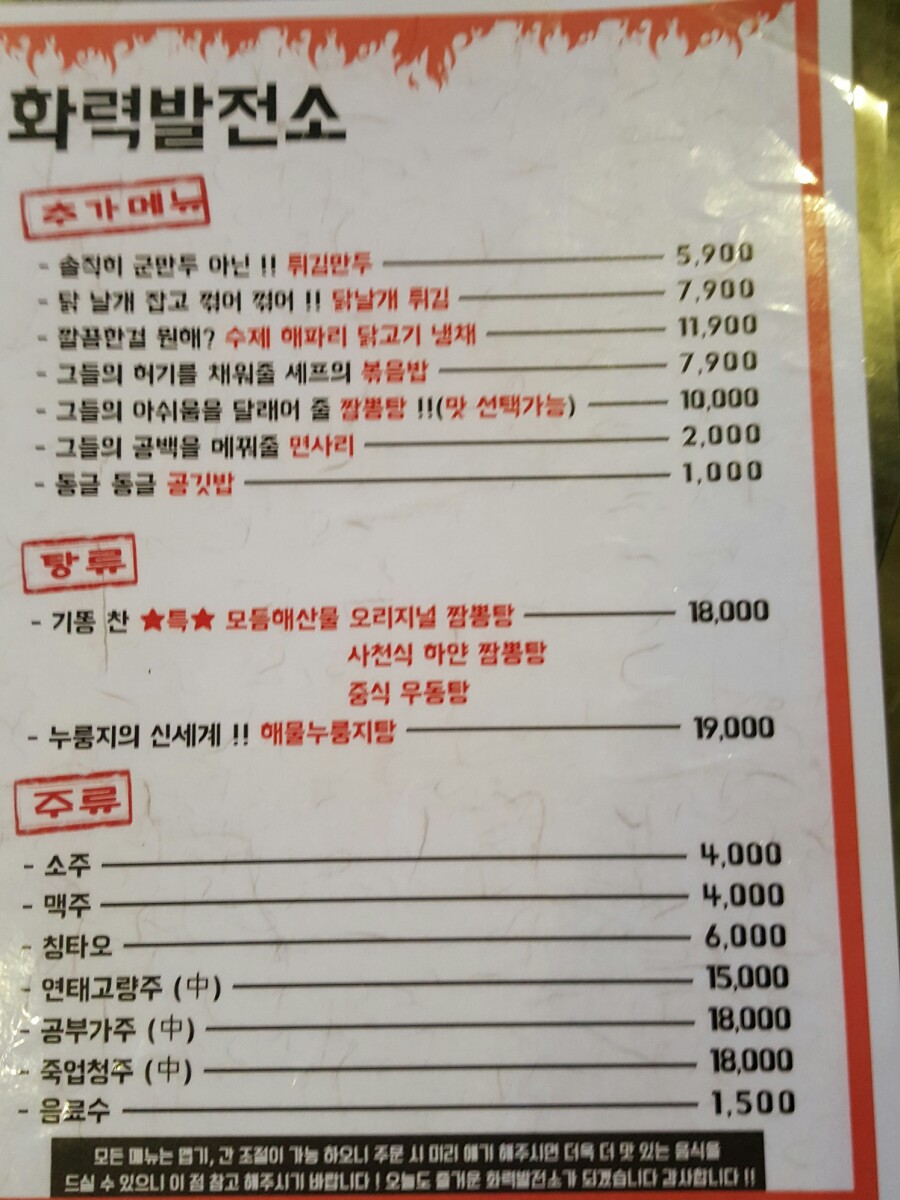 화력발전소
추가메뉴
- 솔직히 군만두 아닌 !! 튀김만두 5,900
- 닭 날개 잡고 꺾어 꺾어 !! 닭날개 튀김 7,900
- 깔끔한걸 원해? 수제 해파리 닭고기 냉채 11,900
- 그들의 허기를 채워줄 셰프의 볶음밥 7,900
- 그들의 아쉬움을 달래어 줄 짬뽕탕 !!(맛 선택가능) 10,000
- 그들의 공백을 메꿔줄 면사리 2,000
- 동글 동글 공깃밥 1,000
탕류
- 기똥 찬 ★특★ 모듬해산물 오리지널 짬뽕탕 18,000
사천식 하얀 짬뽕탕
중식 우동탕
- 누룽지의 신세계 !! 해물누룽지탕 19,000
주류
- 소주 4,000
- 맥주 4,000
- 칭타오 6,000
- 연태고량주 (中) 15,000
- 공부가주 (中) 18,000
- 죽업청주 (中) 18,000
- 음료수 1,500
모든 메뉴는 맵기, 간 조절이 가능 하오니 주문 시 미리 얘기 해주시면 더욱 더 맛 있는 음식을
드실 수 있으니 이 점 참고 해주시기 바랍니다 ! 오늘도 즐거운 화력발전소가 되겠습니다 감사합니다 !!